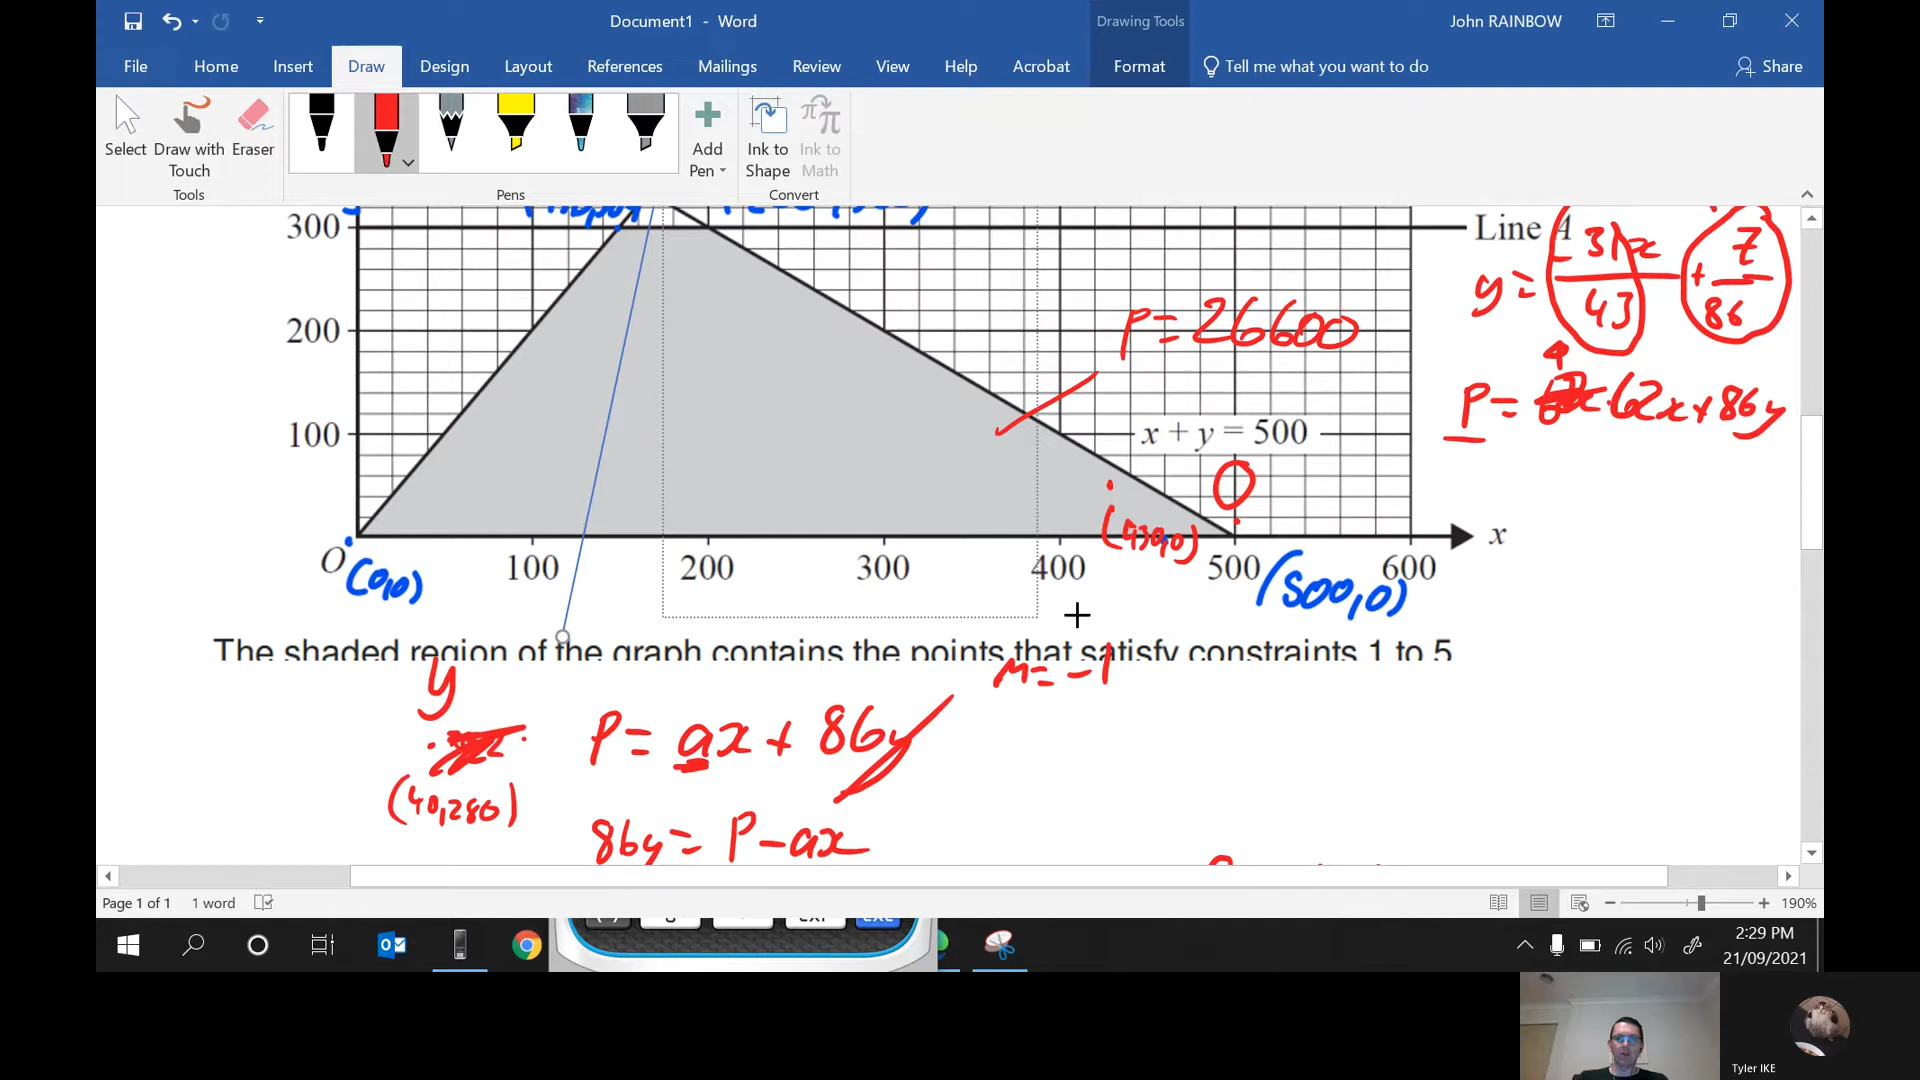 Document1 - Word
Drawing Tools
John RAINBOW
File Home Insert Draw Design Layout References Mailings Review View Help Acrobat Format Tell me what you want to do Share
Select
Draw with Touch
Eraser
Tools
Pens
Add Pen
Ink to Shape
Ink to Math
Convert
300
Line A
200
100
P = 26600
x + y = 500
y = -31x/43 + 7/86
P = 62x + 86y
O
(0,0)
100 200 300 400 500 600
x
(500,0)
The shaded region of the graph contains the points that satisfy constraints 1 to 5
y
(40,280)
m = -1
P = ax + 86y
86y = P - ax
Page 1 of 1
1 word
190%
EXP
EXE
2:29 PM
21/09/2021
Tyler IKE